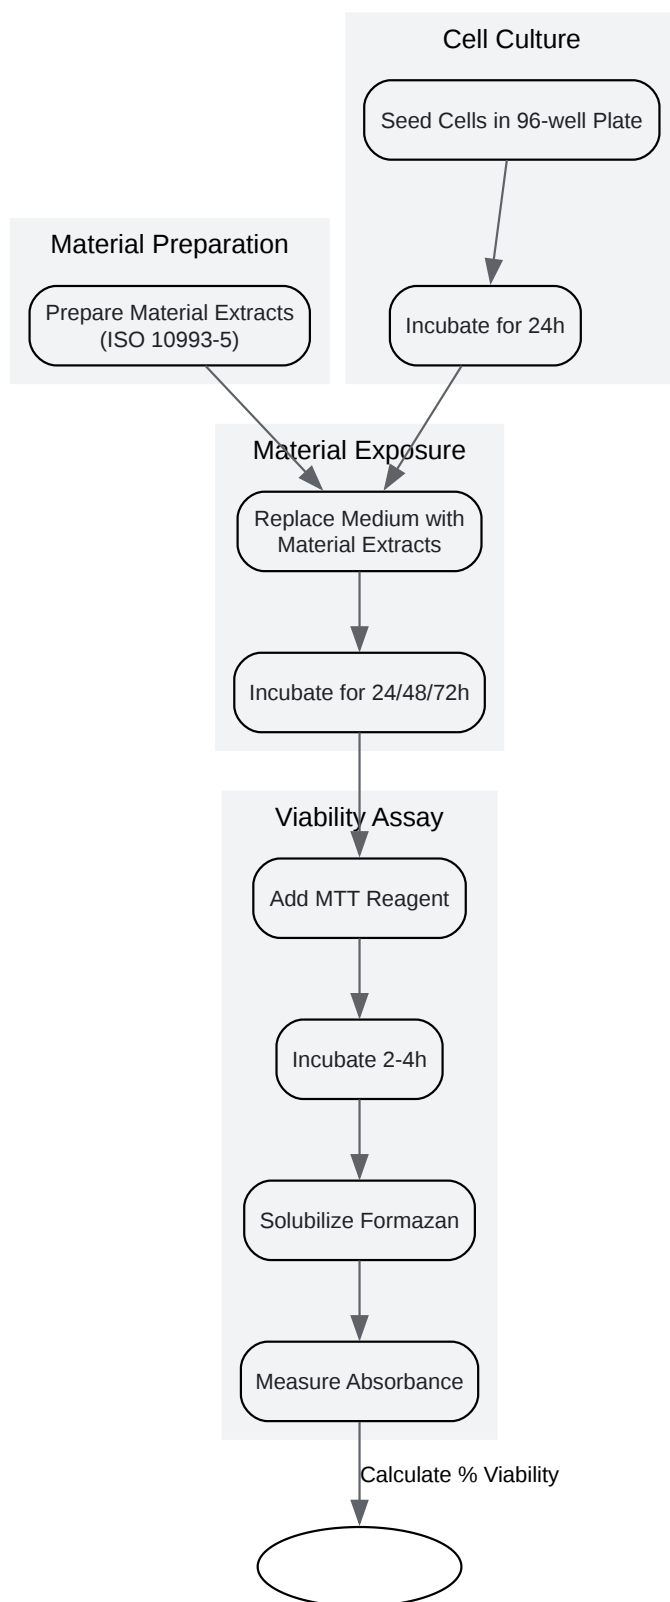 Cell Culture
Seed Cells in 96-well Plate
Material Preparation
Prepare Material Extracts
(ISO 10993-5)
Incubate for 24h
Material Exposure
Replace Medium with
Material Extracts
Incubate for 24/48/72h
Viability Assay
Add MTT Reagent
Incubate 2-4h
Solubilize Formazan
Measure Absorbance
Calculate % Viability